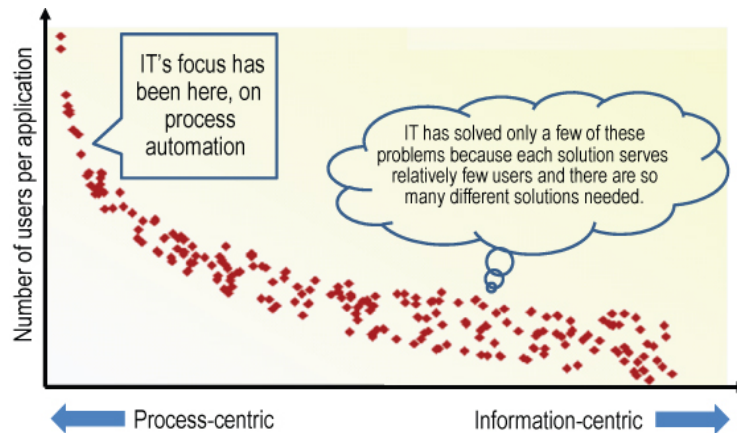 IT's focus has
been here, on
process
automation
IT has solved only a few of these
problems because each solution serves
relatively few users and there are so
many different solutions needed.
Number of users per application
Process-centric
Information-centric